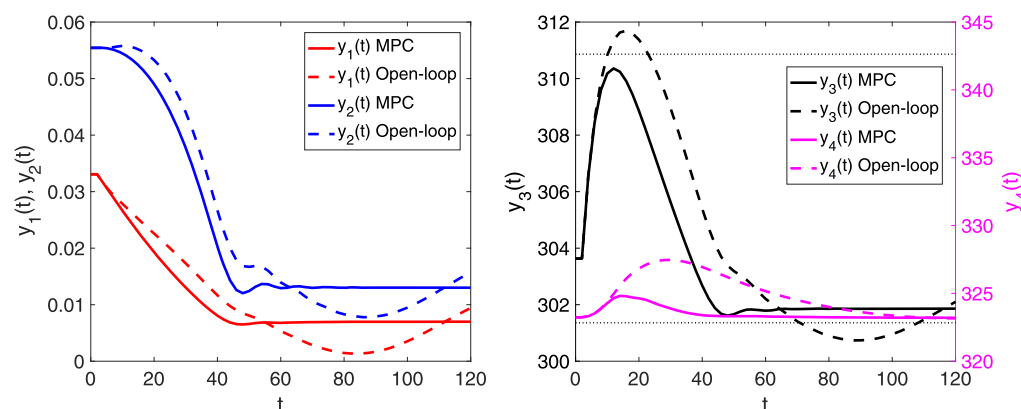 0.06
0.05
0.04
0.03
0.02
0.01
0
y1(t), y2(t)
0 20 40 60 80 100 120
t
y1(t) MPC
y1(t) Open-loop
y2(t) MPC
y2(t) Open-loop
312
310
308
306
304
302
300
y3(t)
0 20 40 60 80 100 120
t
y3(t) MPC
y3(t) Open-loop
y4(t) MPC
y4(t) Open-loop
345
340
335
330
325
320
y4(t)